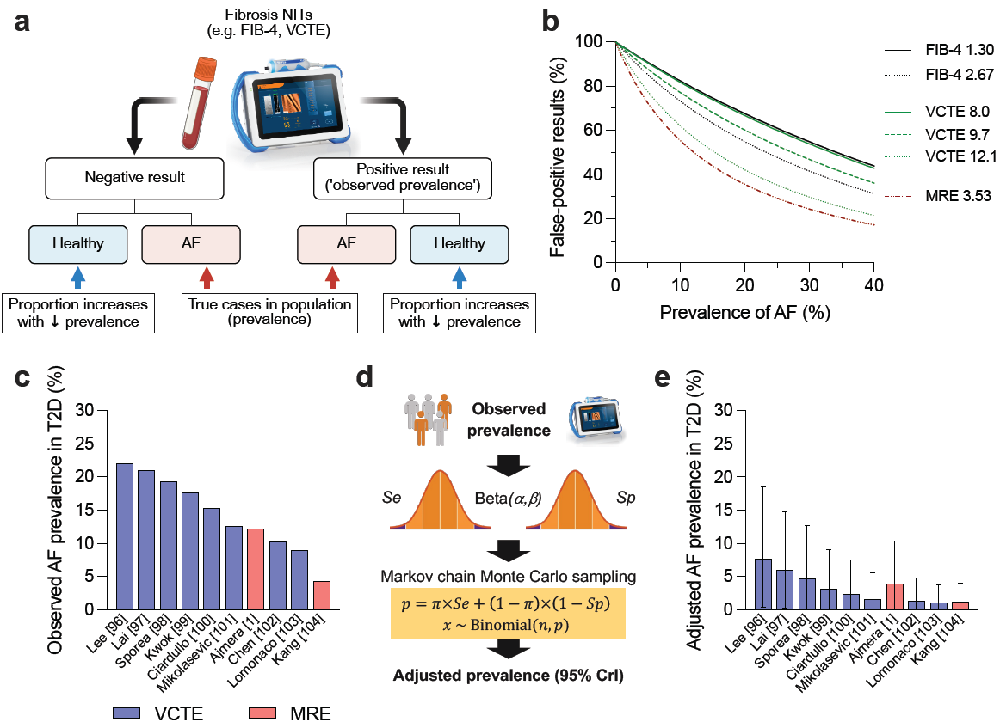 a
Fibrosis NITs
(e.g. FIB-4, VCTE)
Negative result
Positive result
('observed prevalence')
Healthy
AF
AF
Healthy
Proportion increases
with ↓ prevalence
True cases in population
(prevalence)
Proportion increases
with ↓ prevalence
b
False-positive results (%)
100
80
60
40
20
0
0
10
20
30
40
Prevalence of AF (%)
FIB-4 1.30
FIB-4 2.67
VCTE 8.0
VCTE 9.7
VCTE 12.1
MRE 3.53
c
Observed AF prevalence in T2D (%)
30
25
20
15
10
5
0
Lee [96]
Lai [97]
Sporea [98]
Kwok [99]
Ciardullo [100]
Mikolasevic [101]
Ajmera [1]
Chen [102]
Lomonaco [103]
Kang [104]
VCTE
MRE
d
Observed
prevalence
Se
Beta(α,β)
Sp
Markov chain Monte Carlo sampling
p = π×Se + (1 − π)×(1 − Sp)
x ~ Binomial(n, p)
Adjusted prevalence (95% CrI)
e
Adjusted AF prevalence in T2D (%)
30
25
20
15
10
5
0
Lee [96]
Lai [97]
Sporea [98]
Kwok [99]
Ciardullo [100]
Mikolasevic [101]
Ajmera [1]
Chen [102]
Lomonaco [103]
Kang [104]